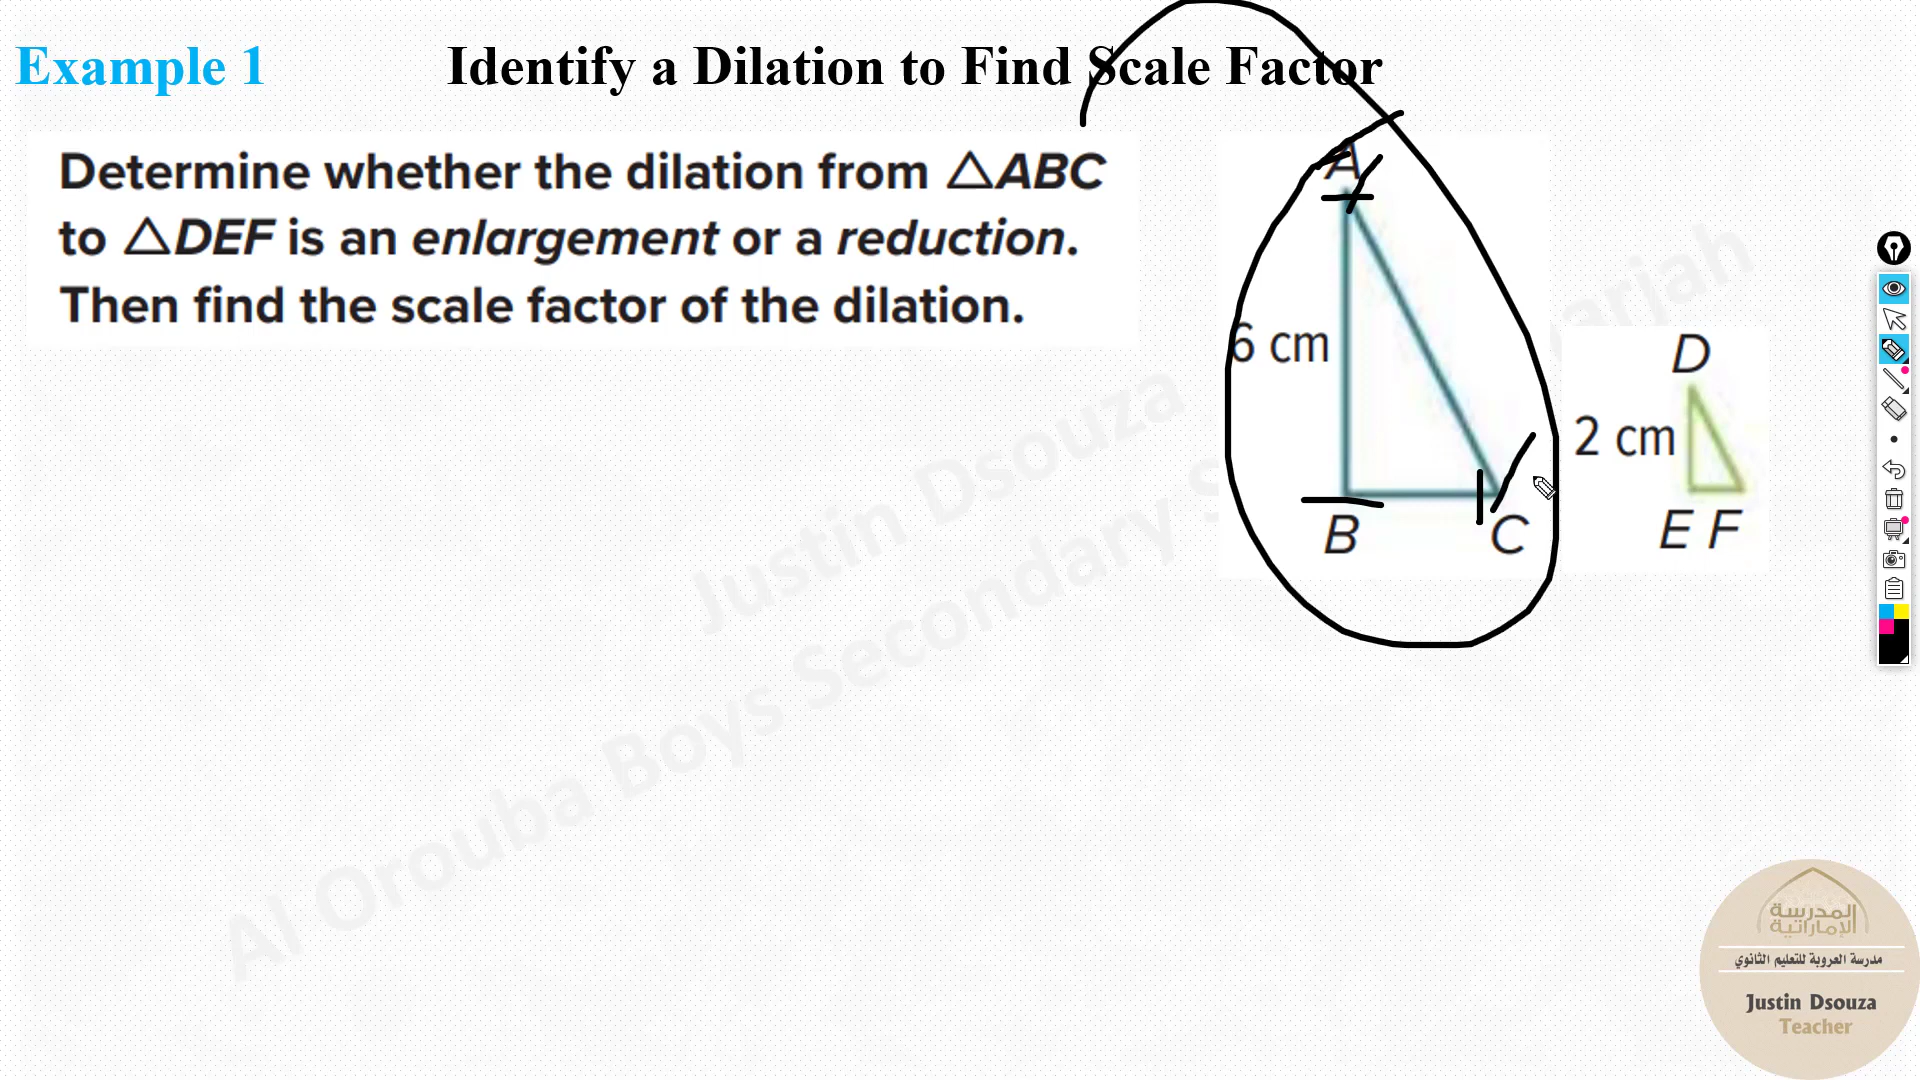 Example 1
Identify a Dilation to Find Scale Factor
Determine whether the dilation from △ABC
to △DEF is an enlargement or a reduction.
Then find the scale factor of the dilation.
A
6 cm
B
C
D
2 cm
E F
Justin Dsouza
Al Orouba Boys Secondary S
arjah
المدرسة
الإماراتية
مدرسة العروبة للتعليم الثانوي
Justin Dsouza
Teacher